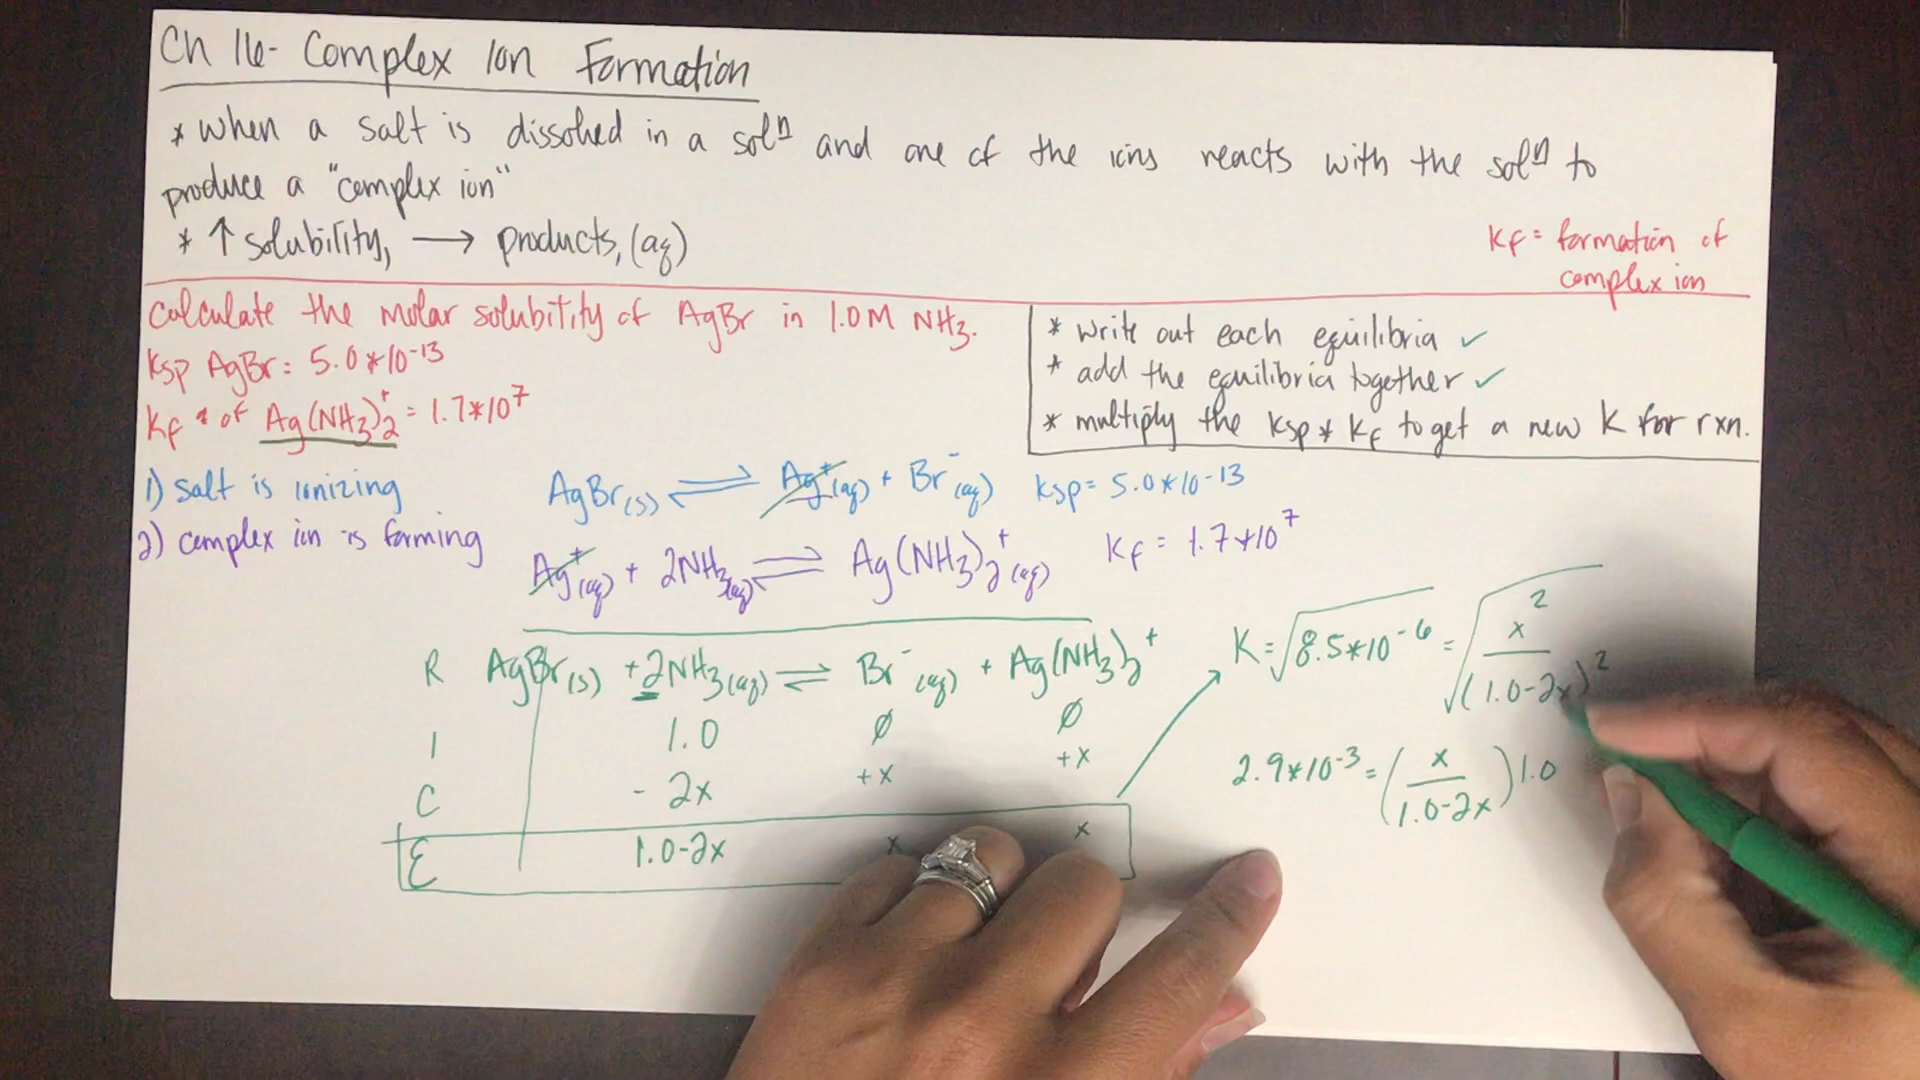 Ch 16- Complex Ion Formation
* when a salt is dissolved in a solⁿ and one of the ions reacts with the solⁿ to
produce a "complex ion"
* ↑ solubility, → products, (aq)
Kf = formation of
complex ion
Calculate the molar solubility of AgBr in 1.0M NH₃.
Ksp AgBr = 5.0*10⁻¹³
Kf of Ag(NH₃)₂⁺ = 1.7*10⁷
* write out each equilibria ✓
* add the equilibria together ✓
* multiply the Ksp * Kf to get a new K for rxn.
1) salt is ionizing
AgBr(s) ⇌ Ag⁺(aq) + Br⁻(aq) Ksp = 5.0*10⁻¹³
2) complex ion is forming
Ag⁺(aq) + 2NH₃(aq) ⇌ Ag(NH₃)₂⁺(aq) Kf = 1.7*10⁷
R AgBr(s) + 2NH₃(aq) ⇌ Br⁻(aq) + Ag(NH₃)₂⁺
I 1.0 Ø Ø
C - 2x +x +x
E 1.0-2x x x
K = √8.5*10⁻⁶ = √x²/(1.0-2x)²
2.9*10⁻³ = (x/1.0-2x) 1.0